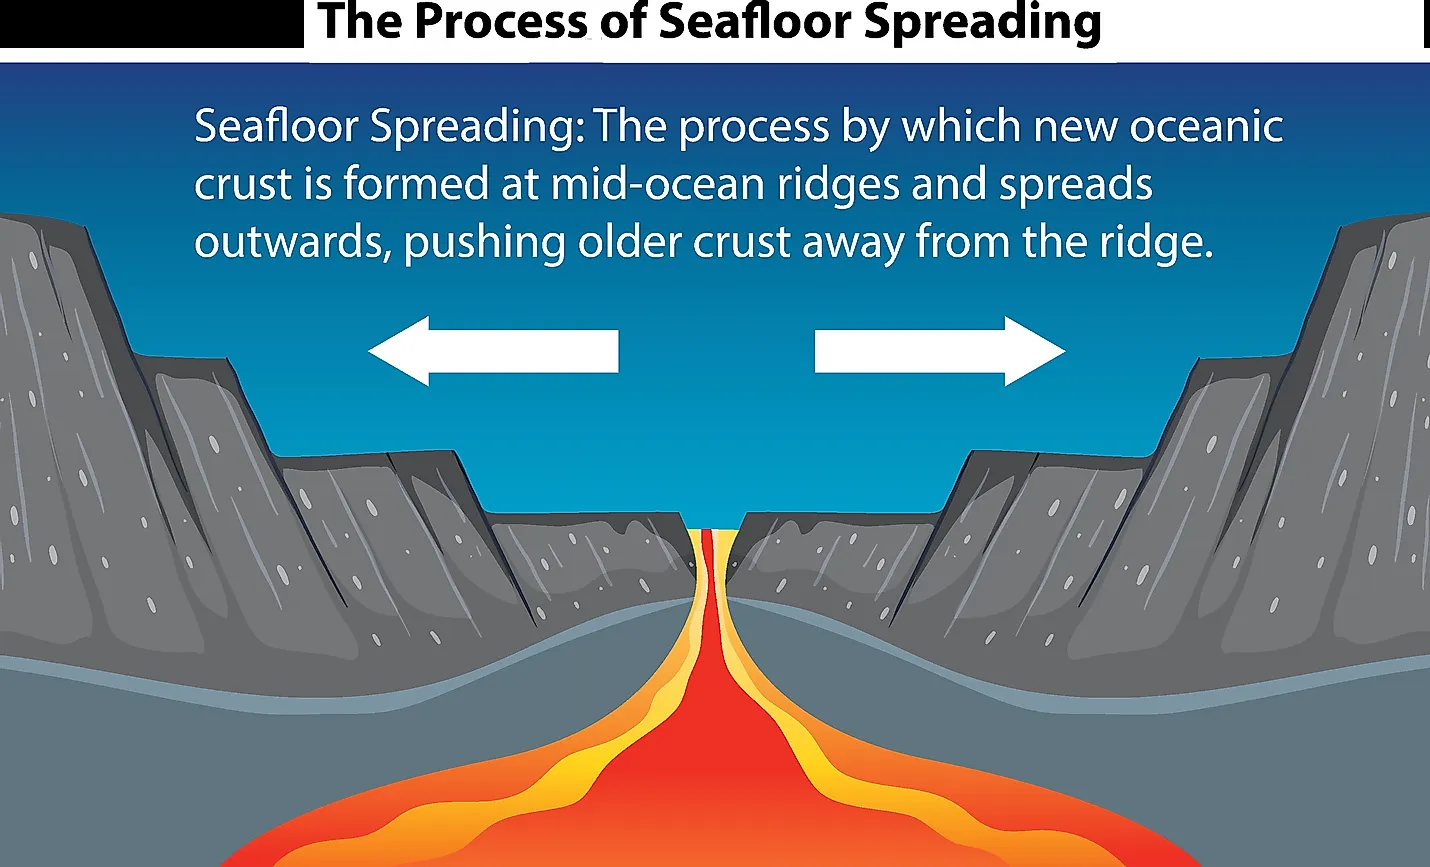 The Process of Seafloor Spreading
Seafloor Spreading: The process by which new oceanic
crust is formed at mid-ocean ridges and spreads
outwards, pushing older crust away from the ridge.